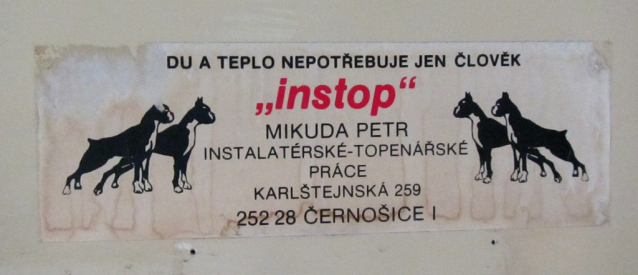 DU A TEPLO NEPOTŘEBUJE JEN ČLOVĚK
„instop“
MIKUDA PETR
INSTALATÉRSKÉ-TOPENÁŘSKÉ
PRÁCE
KARLŠTEJNSKÁ 259
252 28 ČERNOŠICE I